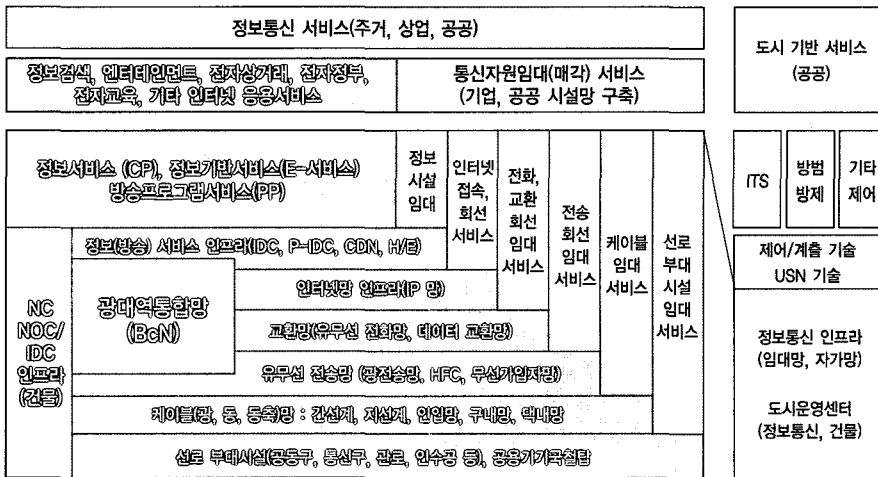 정보통신 서비스(주거, 상업, 공공)
정보검색, 엔터테인먼트, 전자상거래, 전자정부,
전자교육, 기타 인터넷 응용서비스
통신자원임대(매각) 서비스
(기업, 공공 시설망 구축)
도시 기반 서비스
(공공)
정보서비스 (CP), 정보기반서비스(E-서비스)
방송프로그램서비스(PP)
정보
시설
임대
인터넷
접속,
회선
서비스
전화,
교환
회선
임대
서비스
전송
회선
임대
서비스
케이블
임대
서비스
선로
부대
시설
임대
서비스
ITS
방범
방제
기타
제어
정보(방송) 서비스 인프라(IDC, P-IDC, CDN, H/E)
제어/계측 기술
USN 기술
NC
NOC/
IDC
인프라
(건물)
광대역통합망
(BcN)
인터넷망 인프라(IP 망)
교환망(유무선 전화망, 데이터 교환망)
유무선 전송망 (광전송망, HFC, 무선가입자망)
케이블(광, 동, 동축)망 : 간선계, 지선계, 인입망, 구내망, 댁내망
선로 부대시설(공동구, 통신구, 관로, 인수공 등), 공용기기국철탑
정보통신 인프라
(임대망, 자가망)
도시운영센터
(정보통신, 건물)